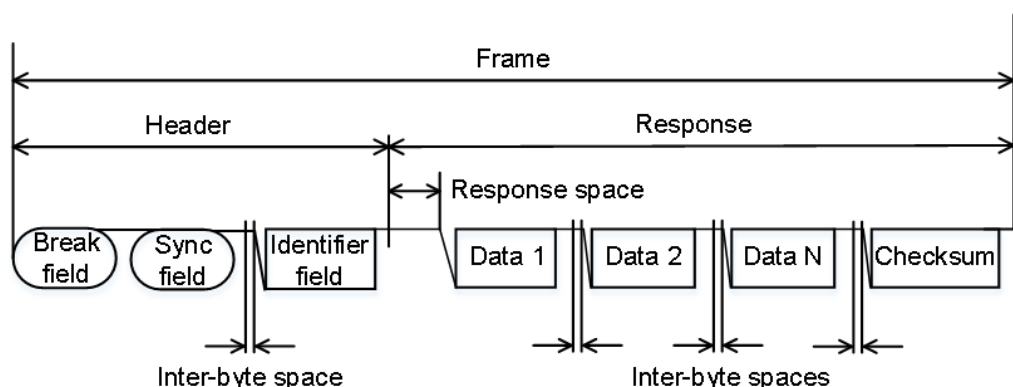 Frame
Header
Response
Response space
Break
field
Sync
field
Identifier
field
Data 1
Data 2
Data N
Checksum
Inter-byte space
Inter-byte spaces